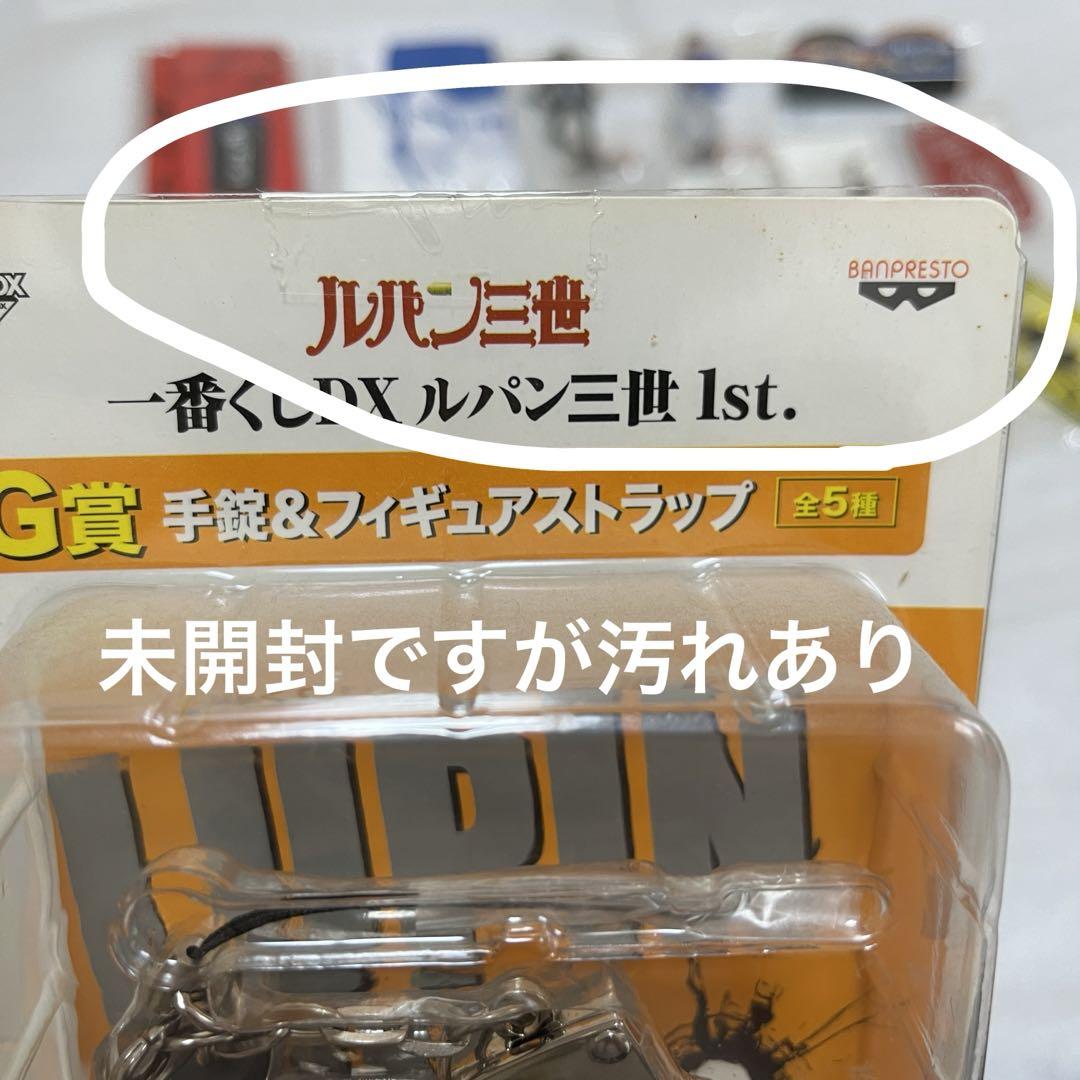 DX
BANPRESTO
ルパン三世
一番くじDX ルパン三世 1st.
G賞 手錠&フィギュアストラップ 全5種
未開封ですが汚れあり
LUPIN